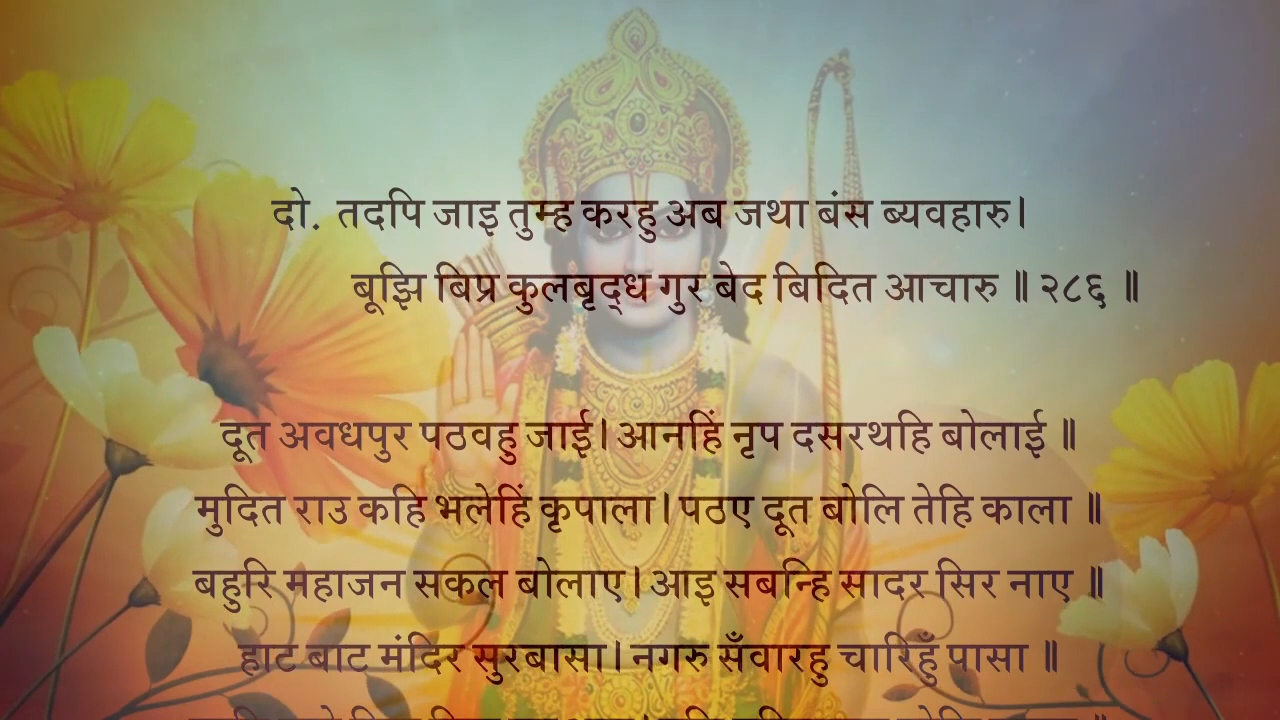 दो. तदपि जाइ तुम्ह करहु अब जथा बंस ब्यवहारु।
बूझि बिप्र कुलबृद्ध गुर बेद बिदित आचारु ॥ २८६ ॥
दूत अवधपुर पठवहु जाई। आनहिं नृप दसरथहि बोलाई ॥
मुदित राउ कहि भलेहिं कृपाला। पठए दूत बोलि तेहि काला ॥
बहुरि महाजन सकल बोलाए। आइ सबन्हि सादर सिर नाए ॥
हाट बाट मंदिर सुरबासा। नगरु सँवारहु चारिहुँ पासा ॥